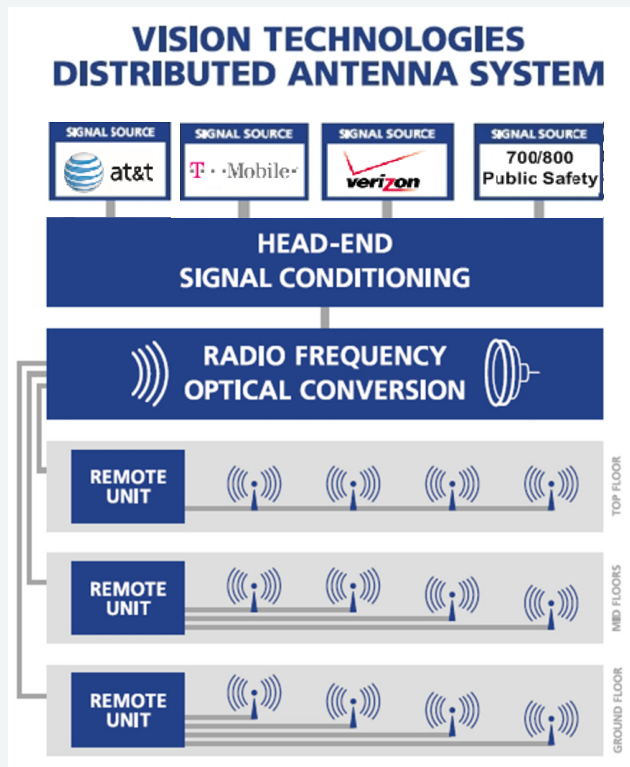 VISION TECHNOLOGIES
DISTRIBUTED ANTENNA SYSTEM
SIGNAL SOURCE
at&t
SIGNAL SOURCE
T··Mobile·
SIGNAL SOURCE
verizon
SIGNAL SOURCE
700/800
Public Safety
HEAD-END
SIGNAL CONDITIONING
RADIO FREQUENCY
OPTICAL CONVERSION
REMOTE
UNIT
TOP FLOOR
REMOTE
UNIT
MID FLOORS
REMOTE
UNIT
GROUND FLOOR